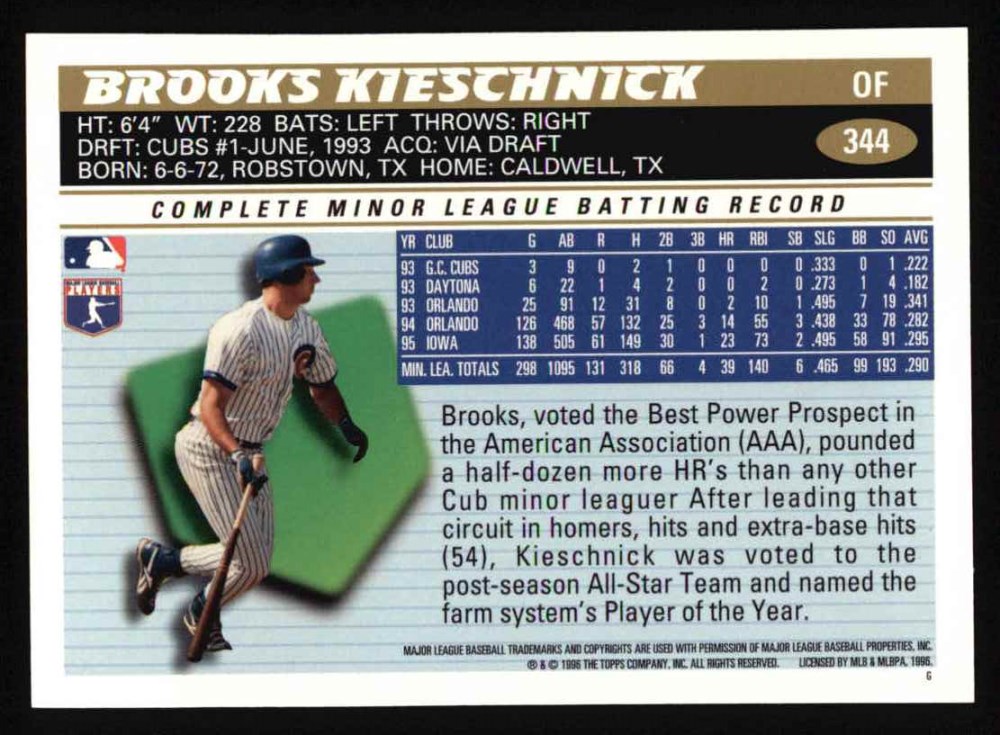 BROOKS KIESCHNICK OF
HT: 6'4" WT: 228 BATS: LEFT THROWS: RIGHT
344
DRFT: CUBS #1-JUNE, 1993 ACQ: VIA DRAFT
BORN: 6-6-72, ROBSTOWN, TX HOME: CALDWELL, TX
COMPLETE MINOR LEAGUE BATTING RECORD
YR CLUB G AB R H 2B 3B HR RBI SB SLG BB SO AVG
93 G.C. CUBS 3 9 0 2 1 0 0 0 0 .333 0 1 .222
93 DAYTONA 6 22 1 4 2 0 0 2 0 .273 1 4 .182
93 ORLANDO 25 91 12 31 8 0 2 10 1 .495 7 19 .341
94 ORLANDO 126 468 57 132 25 3 14 55 3 .438 33 78 .282
95 IOWA 138 505 61 149 30 1 23 73 2 .495 58 91 .295
MIN. LEA. TOTALS 298 1095 131 318 66 4 39 140 6 .465 99 193 .290
MAJOR LEAGUE BASEBALL
PLAYERS
Brooks, voted the Best Power Prospect in
the American Association (AAA), pounded
a half-dozen more HR's than any other
Cub minor leaguer After leading that
circuit in homers, hits and extra-base hits
(54), Kieschnick was voted to the
post-season All-Star Team and named the
farm system's Player of the Year.
MAJOR LEAGUE BASEBALL TRADEMARKS AND COPYRIGHTS ARE USED WITH PERMISSION OF MAJOR LEAGUE BASEBALL PROPERTIES, INC.
® & © 1996 THE TOPPS COMPANY, INC. ALL RIGHTS RESERVED. LICENSED BY MLB & MLBPA, 1995.
G